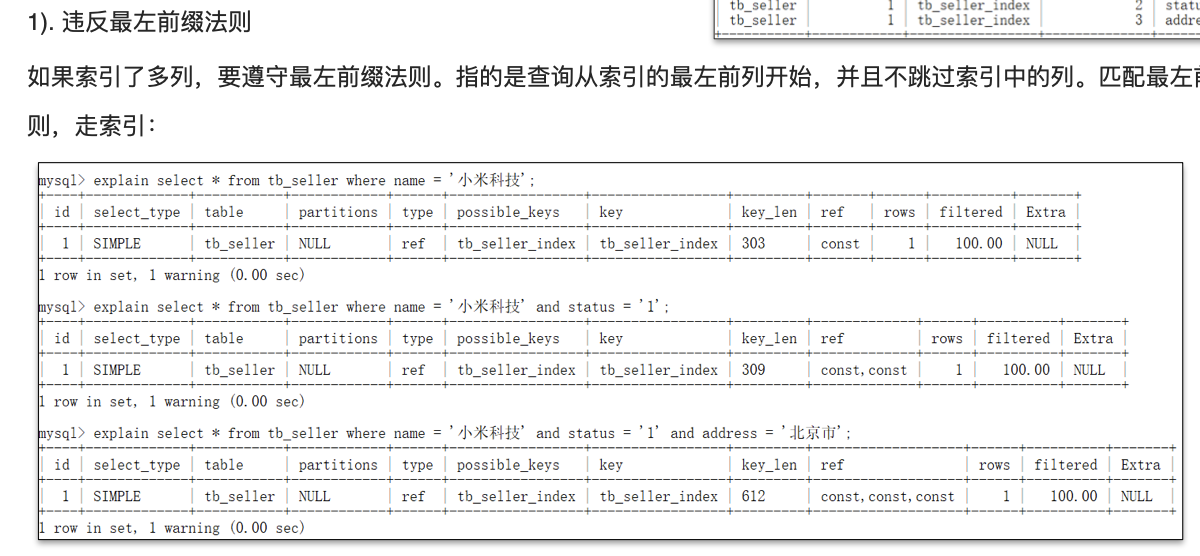 1). 违反最左前缀法则
tb_seller | 1 | tb_seller_index | 2 |
tb_seller | 1 | tb_seller_index | 3 |
如果索引了多列，要遵守最左前缀法则。指的是查询从索引的最左前列开始，并且不跳过索引中的列。匹配最左
则，走索引：
mysql> explain select * from tb_seller where name = '小米科技';
| id | select_type | table | partitions | type | possible_keys | key | key_len | ref | rows | filtered | Extra |
| 1 | SIMPLE | tb_seller | NULL | ref | tb_seller_index | tb_seller_index | 303 | const | 1 | 100.00 | NULL |
1 row in set, 1 warning (0.00 sec)
mysql> explain select * from tb_seller where name = '小米科技' and status = '1';
| id | select_type | table | partitions | type | possible_keys | key | key_len | ref | rows | filtered | Extra |
| 1 | SIMPLE | tb_seller | NULL | ref | tb_seller_index | tb_seller_index | 309 | const,const | 1 | 100.00 | NULL |
1 row in set, 1 warning (0.00 sec)
mysql> explain select * from tb_seller where name = '小米科技' and status = '1' and address = '北京市';
| id | select_type | table | partitions | type | possible_keys | key | key_len | ref | rows | filtered | Extra |
| 1 | SIMPLE | tb_seller | NULL | ref | tb_seller_index | tb_seller_index | 612 | const,const,const | 1 | 100.00 | NULL |
1 row in set, 1 warning (0.00 sec)